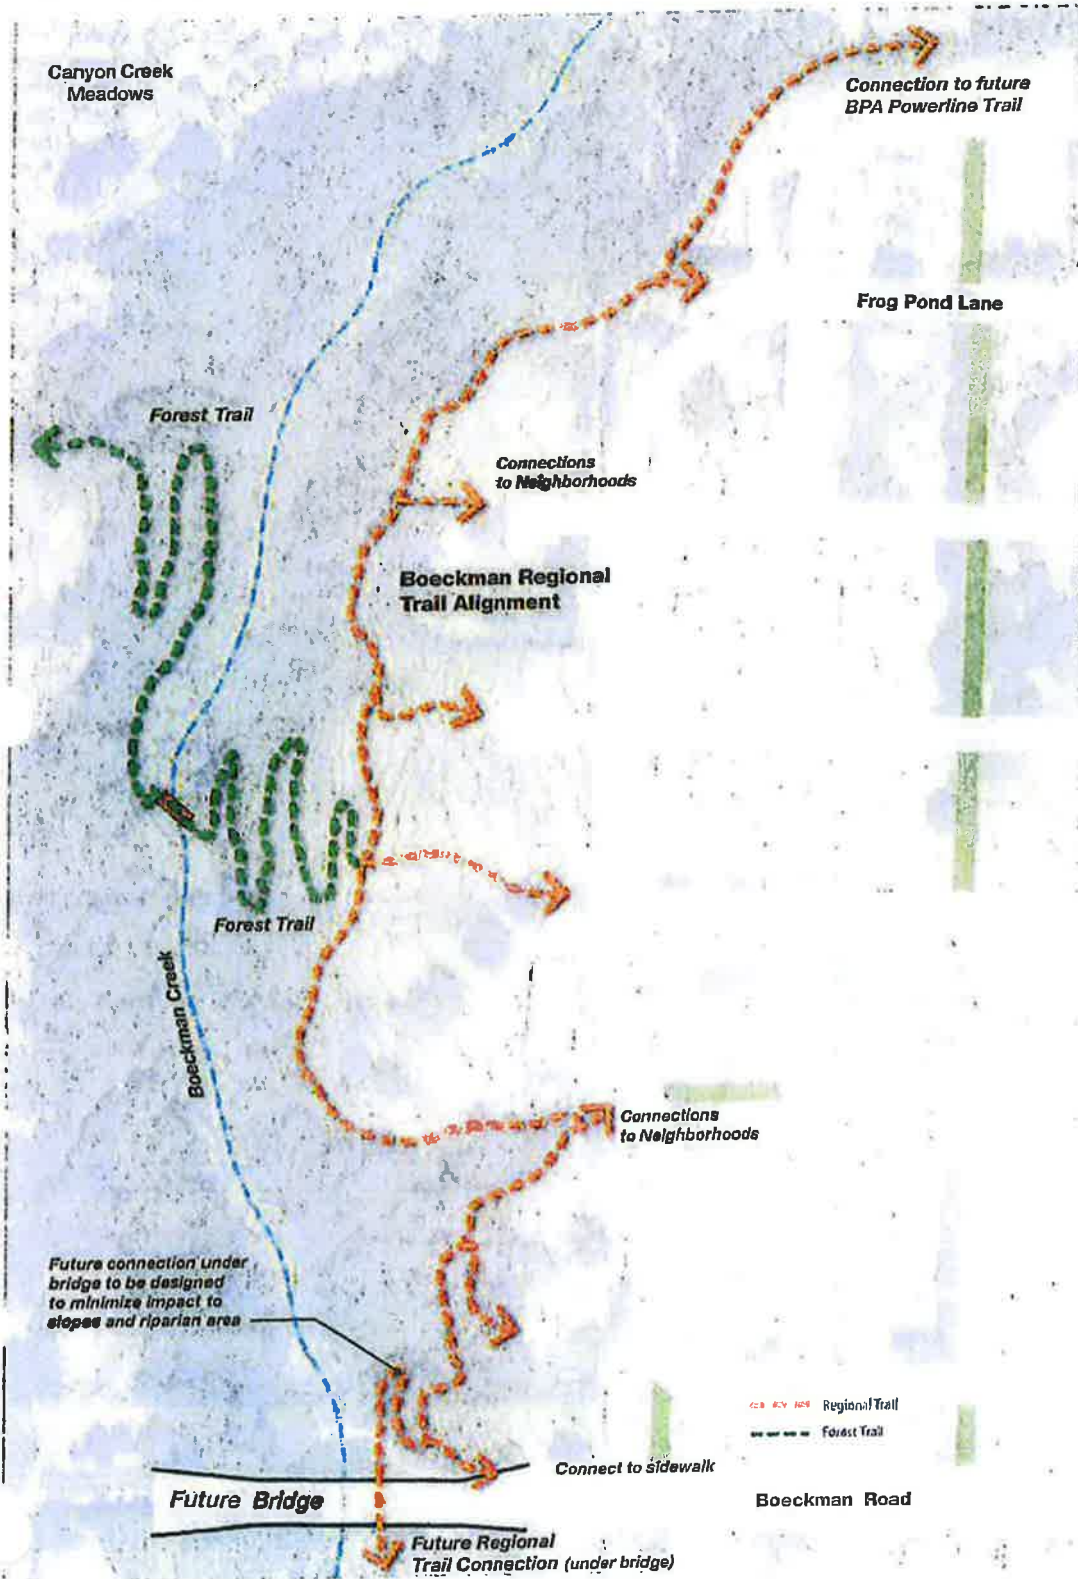 Canyon Creek
Meadows
Connection to future
BPA Powerline Trail
Frog Pond Lane
Forest Trail
Connections
to Neighborhoods
Boeckman Regional
Trail Alignment
Forest Trail
Boeckman Creek
Connections
to Neighborhoods
Future connection under
bridge to be designed
to minimize impact to
slopes and riparian area
Regional Trail
Forest Trail
Connect to sidewalk
Future Bridge
Boeckman Road
Future Regional
Trail Connection (under bridge)